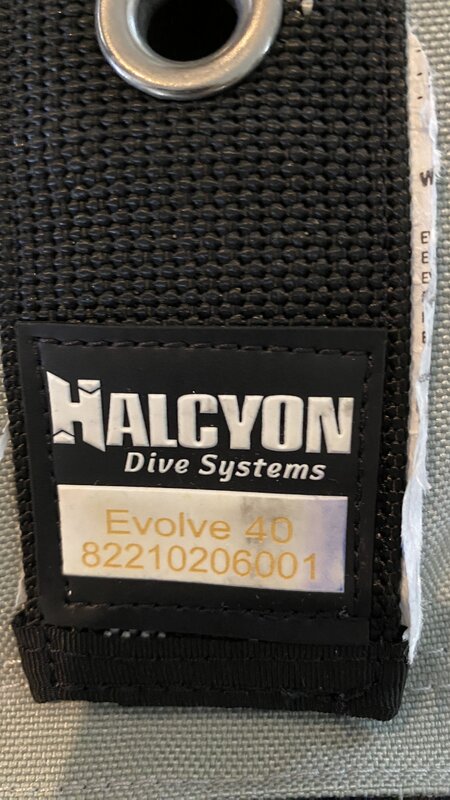 HALCYON
Dive Systems
Evolve 40
82210206001